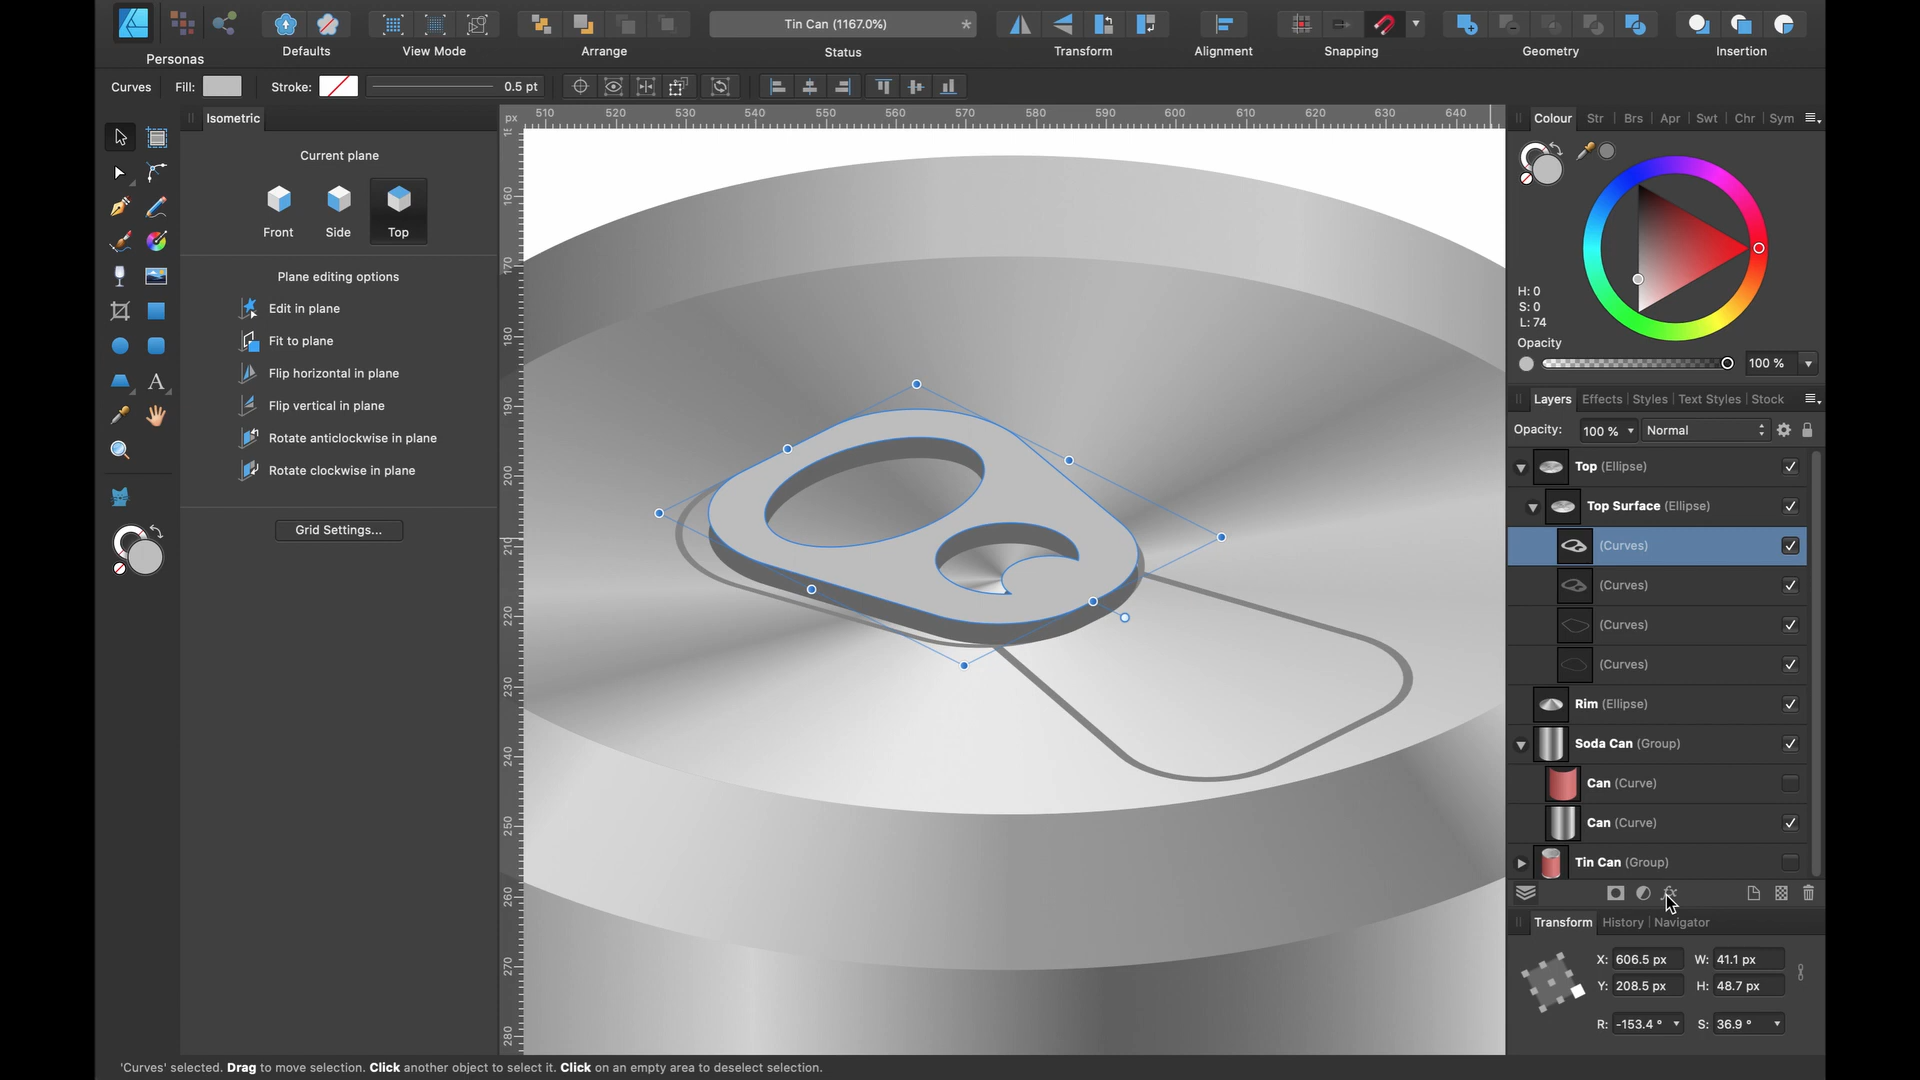 Tin Can (1167.0%)
*
Personas
Defaults
View Mode
Arrange
Status
Transform
Alignment
Snapping
Geometry
Insertion
Curves
Fill:
Stroke:
0.5 pt
Isometric
Current plane
Front
Side
Top
Plane editing options
Edit in plane
Fit to plane
Flip horizontal in plane
Flip vertical in plane
Rotate anticlockwise in plane
Rotate clockwise in plane
Grid Settings...
px
510 520 530 540 550 560 570 580 590 600 610 620 630 640
160
170
180
190
200
210
220
230
240
250
260
270
280
Colour Str Brs Apr Swt Chr Sym
H: 0
S: 0
L: 74
Opacity
100 %
Layers Effects Styles Text Styles Stock
Opacity: 100 % Normal
Top (Ellipse)
Top Surface (Ellipse)
(Curves)
(Curves)
(Curves)
(Curves)
Rim (Ellipse)
Soda Can (Group)
Can (Curve)
Can (Curve)
Tin Can (Group)
Transform History Navigator
X: 606.5 px W: 41.1 px
Y: 208.5 px H: 48.7 px
R: -153.4 ° S: 36.9 °
'Curves' selected. Drag to move selection. Click another object to select it. Click on an empty area to deselect selection.